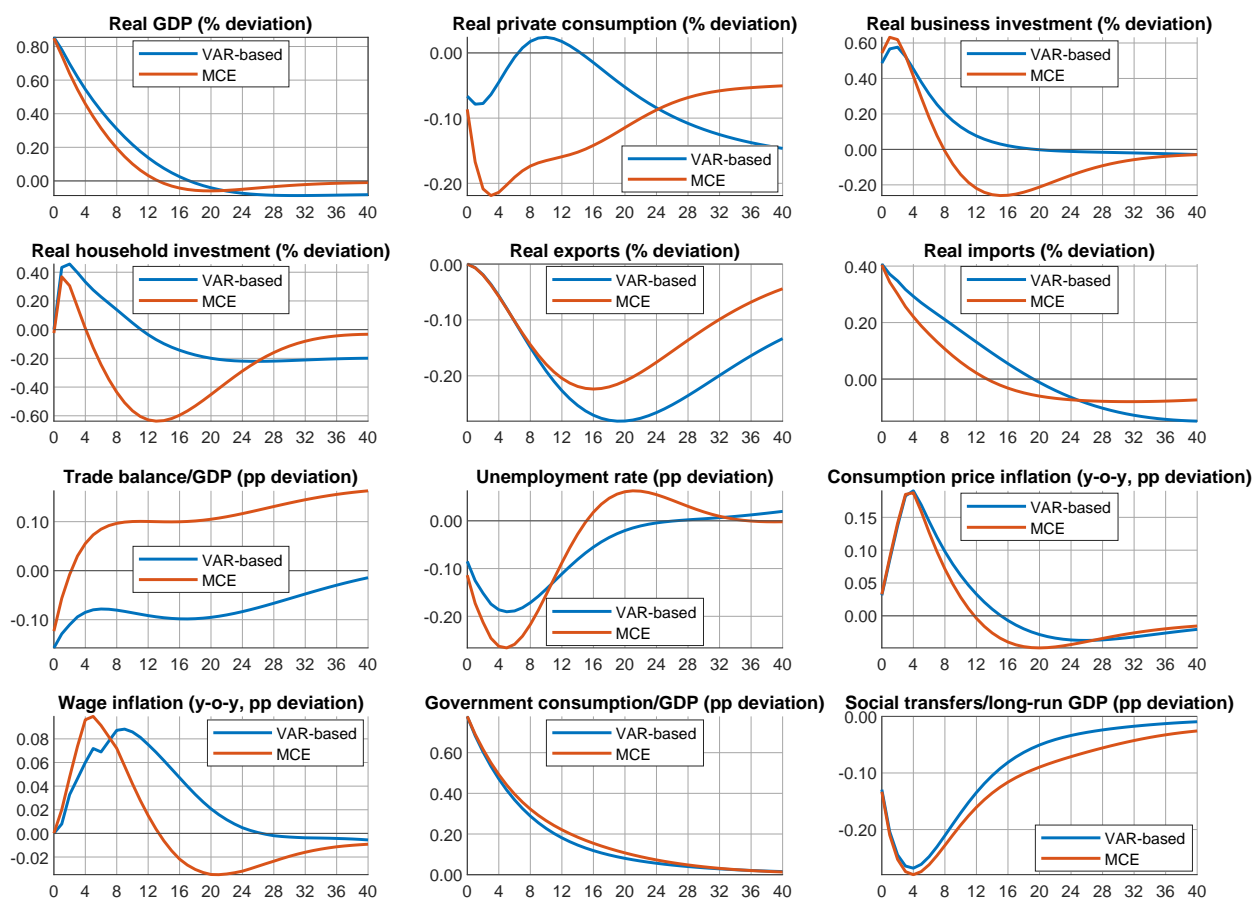 Real GDP (% deviation)
0.80
0.60
0.40
0.20
0.00
VAR-based
MCE
0 4 8 12 16 20 24 28 32 36 40
Real private consumption (% deviation)
0.00
-0.10
-0.20
VAR-based
MCE
0 4 8 12 16 20 24 28 32 36 40
Real business investment (% deviation)
0.60
0.40
0.20
0.00
-0.20
VAR-based
MCE
0 4 8 12 16 20 24 28 32 36 40
Real household investment (% deviation)
0.40
0.20
0.00
-0.20
-0.40
-0.60
VAR-based
MCE
0 4 8 12 16 20 24 28 32 36 40
Real exports (% deviation)
0.00
-0.10
-0.20
VAR-based
MCE
0 4 8 12 16 20 24 28 32 36 40
Real imports (% deviation)
0.40
0.20
0.00
VAR-based
MCE
0 4 8 12 16 20 24 28 32 36 40
Trade balance/GDP (pp deviation)
0.10
0.00
-0.10
VAR-based
MCE
0 4 8 12 16 20 24 28 32 36 40
Unemployment rate (pp deviation)
0.00
-0.10
-0.20
VAR-based
MCE
0 4 8 12 16 20 24 28 32 36 40
Consumption price inflation (y-o-y, pp deviation)
0.15
0.10
0.05
0.00
VAR-based
MCE
0 4 8 12 16 20 24 28 32 36 40
Wage inflation (y-o-y, pp deviation)
0.08
0.06
0.04
0.02
0.00
-0.02
VAR-based
MCE
0 4 8 12 16 20 24 28 32 36 40
Government consumption/GDP (pp deviation)
0.60
0.40
0.20
0.00
VAR-based
MCE
0 4 8 12 16 20 24 28 32 36 40
Social transfers/long-run GDP (pp deviation)
0.00
-0.10
-0.20
VAR-based
MCE
0 4 8 12 16 20 24 28 32 36 40